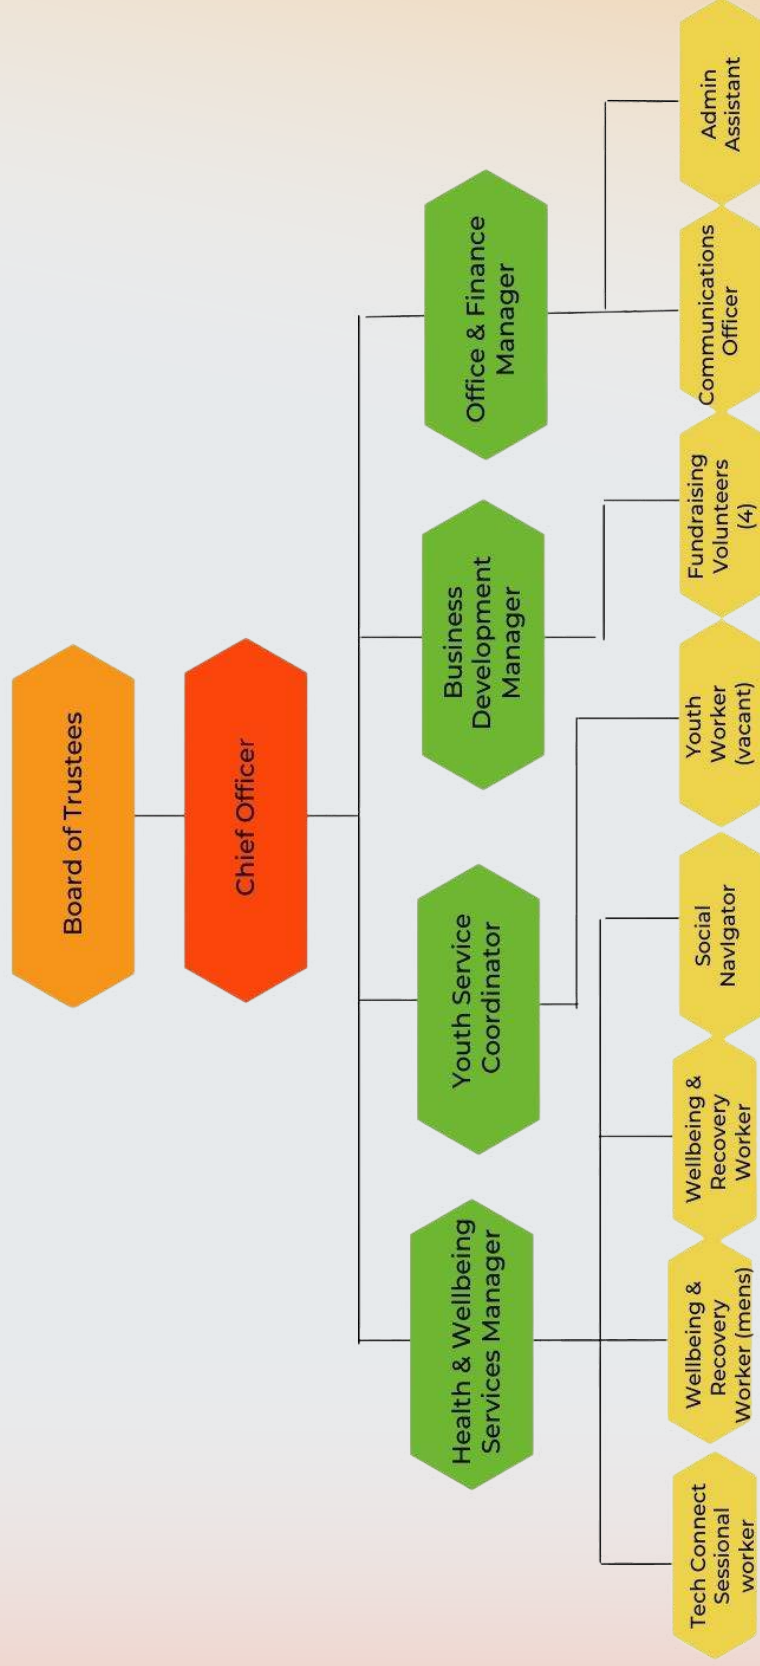 Board of Trustees
Chief Officer
Health & Wellbeing
Services Manager
Youth Service
Coordinator
Business
Development
Manager
Office & Finance
Manager
Tech Connect
Sessional
worker
Wellbeing &
Recovery
Worker (mens)
Wellbeing &
Recovery
Worker
Social
Navigator
Youth
Worker
(vacant)
Fundraising
Volunteers
(4)
Communications
Officer
Admin
Assistant